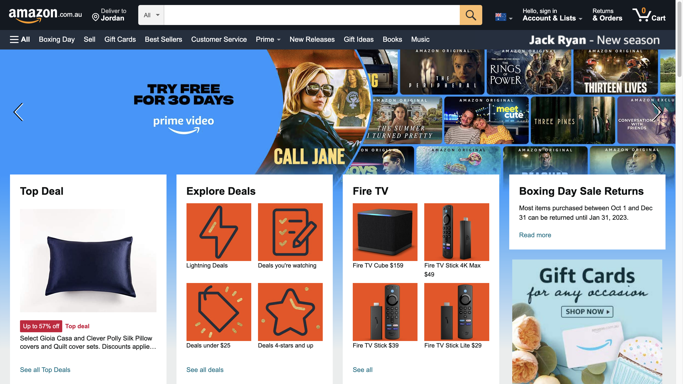 amazon.com.au
Deliver to
Jordan
All
Hello, sign in
Account & Lists
Returns
& Orders
0
Cart
All
Boxing Day
Sell
Gift Cards
Best Sellers
Customer Service
Prime
New Releases
Gift Ideas
Books
Music
Jack Ryan - New season
TRY FREE
FOR 30 DAYS
prime video
CALL JANE
AMAZON ORIGINAL
THE
PERIPHERAL
AMAZON ORIGINAL
THE
RINGS
OF
POWER
AMAZON ORIGINAL
THIRTEEN LIVES
AMAZON ORIGINAL
THE SUMMER
I TURNED PRETTY
AMAZON ORIGINAL
meet
cute
AMAZON ORIGINAL
THREE PINES
AMAZON EXCLU
CONVERSATIONS
WITH FRIENDS
AMAZON ORIGINAL
AMAZON ORIGINAL
AMAZON ORIGINAL
Top Deal
Up to 57% off
Top deal
Select Gioia Casa and Clever Polly Silk Pillow
covers and Quilt cover sets. Discounts applie…
See all Top Deals
Explore Deals
Lightning Deals
Deals you're watching
Deals under $25
Deals 4-stars and up
See all deals
Fire TV
Fire TV Cube $159
Fire TV Stick 4K Max
$49
Fire TV Stick $39
Fire TV Stick Lite $29
See all
Boxing Day Sale Returns
Most items purchased between Oct 1 and Dec
31 can be returned until Jan 31, 2023.
Read more
Gift Cards
for any occasion
SHOP NOW